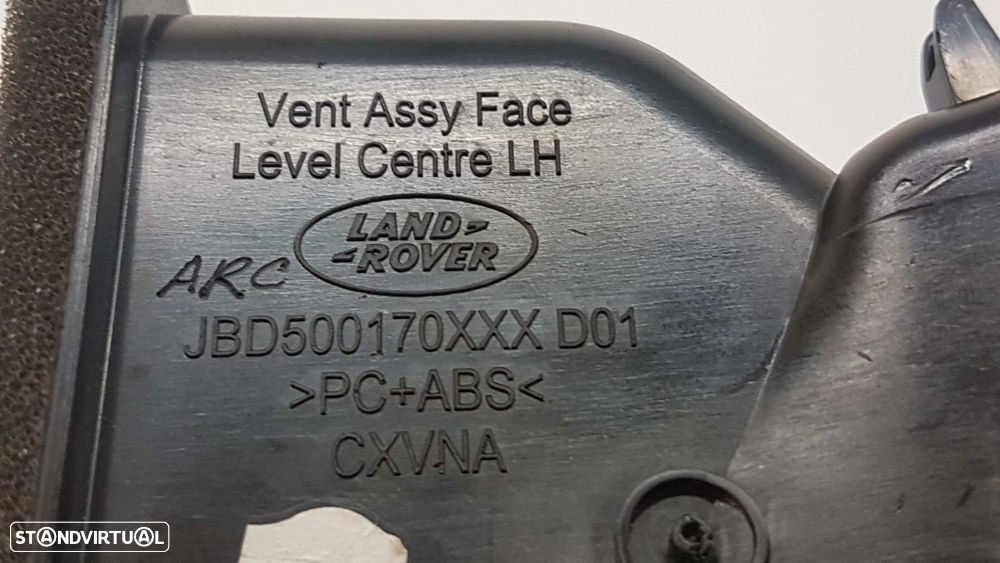 Vent Assy Face
Level Centre LH
LAND
ROVER
ARC
JBD500170XXX D01
>PC+ABS<
CXVNA
STANDVIRTUAL